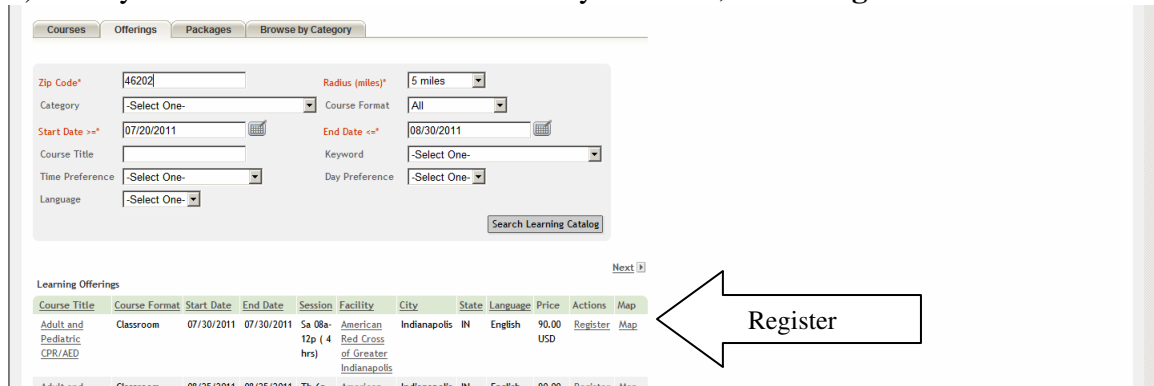 Courses Offerings Packages Browse by Category
Zip Code* 46202 Radius (miles)* 5 miles
Category -Select One- Course Format All
Start Date >=* 07/20/2011 End Date <=* 08/30/2011
Course Title Keyword -Select One-
Time Preference -Select One- Day Preference -Select One-
Language -Select One-
Search Learning Catalog
Next
Learning Offerings
Course Title Course Format Start Date End Date Session Facility City State Language Price Actions Map
Adult and Classroom 07/30/2011 07/30/2011 Sa 08a- American Indianapolis IN English 90.00 Register Map
Pediatric 12p ( 4 Red Cross USD
CPR/AED hrs) of Greater
Indianapolis
Register